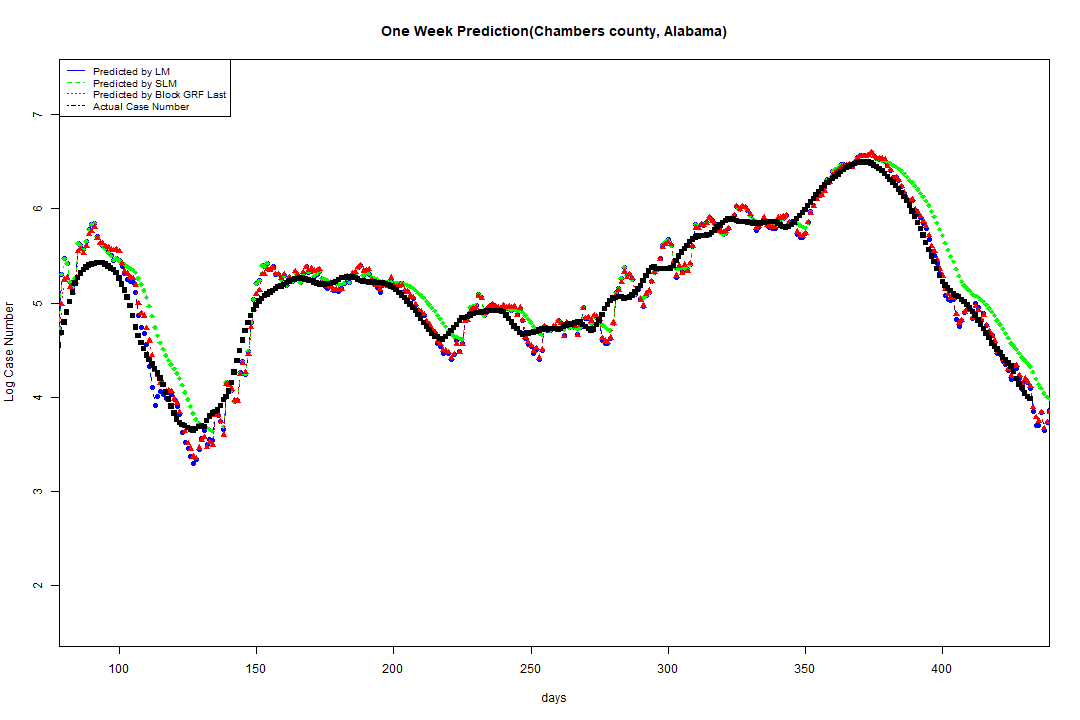 One Week Prediction(Chambers county, Alabama)
Predicted by LM
Predicted by SLM
Predicted by Block GRF Last
Actual Case Number
7
6
5
4
3
2
Log Case Number
100 150 200 250 300 350 400
days